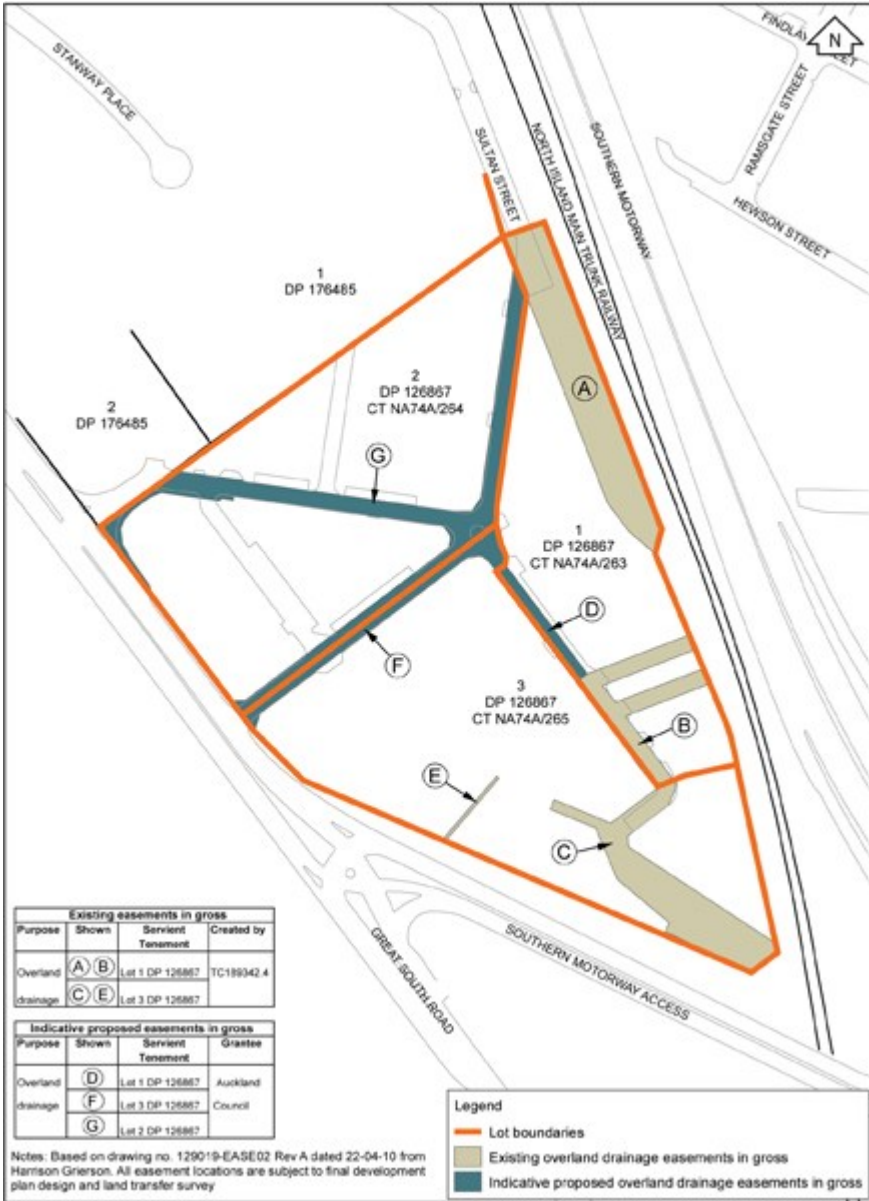 FINDLAY STREET
N
STANWAY PLACE
SULTAN STREET
NORTH ISLAND MAIN TRUNK RAILWAY
SOUTHERN MOTORWAY
RAMSGATE STREET
HEWSON STREET
1
DP 176485
2
DP 176485
2
DP 126867
CT NA74A/264
A
G
1
DP 126867
CT NA74A/263
D
F
3
DP 126867
CT NA74A/265
B
E
C
GREAT SOUTH ROAD
SOUTHERN MOTORWAY ACCESS
Existing easements in gross
Purpose Shown Servient Tenement Created by
Overland drainage
A B Lot 1 DP 126867 TC189342.4
C E Lot 3 DP 126867
Indicative proposed easements in gross
Purpose Shown Servient Tenement Grantee
Overland drainage
D Lot 1 DP 126867 Auckland Council
F Lot 3 DP 126867
G Lot 2 DP 126867
Notes: Based on drawing no. 129019-EASE02 Rev A dated 22-04-10 from
Harrison Grierson. All easement locations are subject to final development
plan design and land transfer survey
Legend
Lot boundaries
Existing overland drainage easements in gross
Indicative proposed overland drainage easements in gross